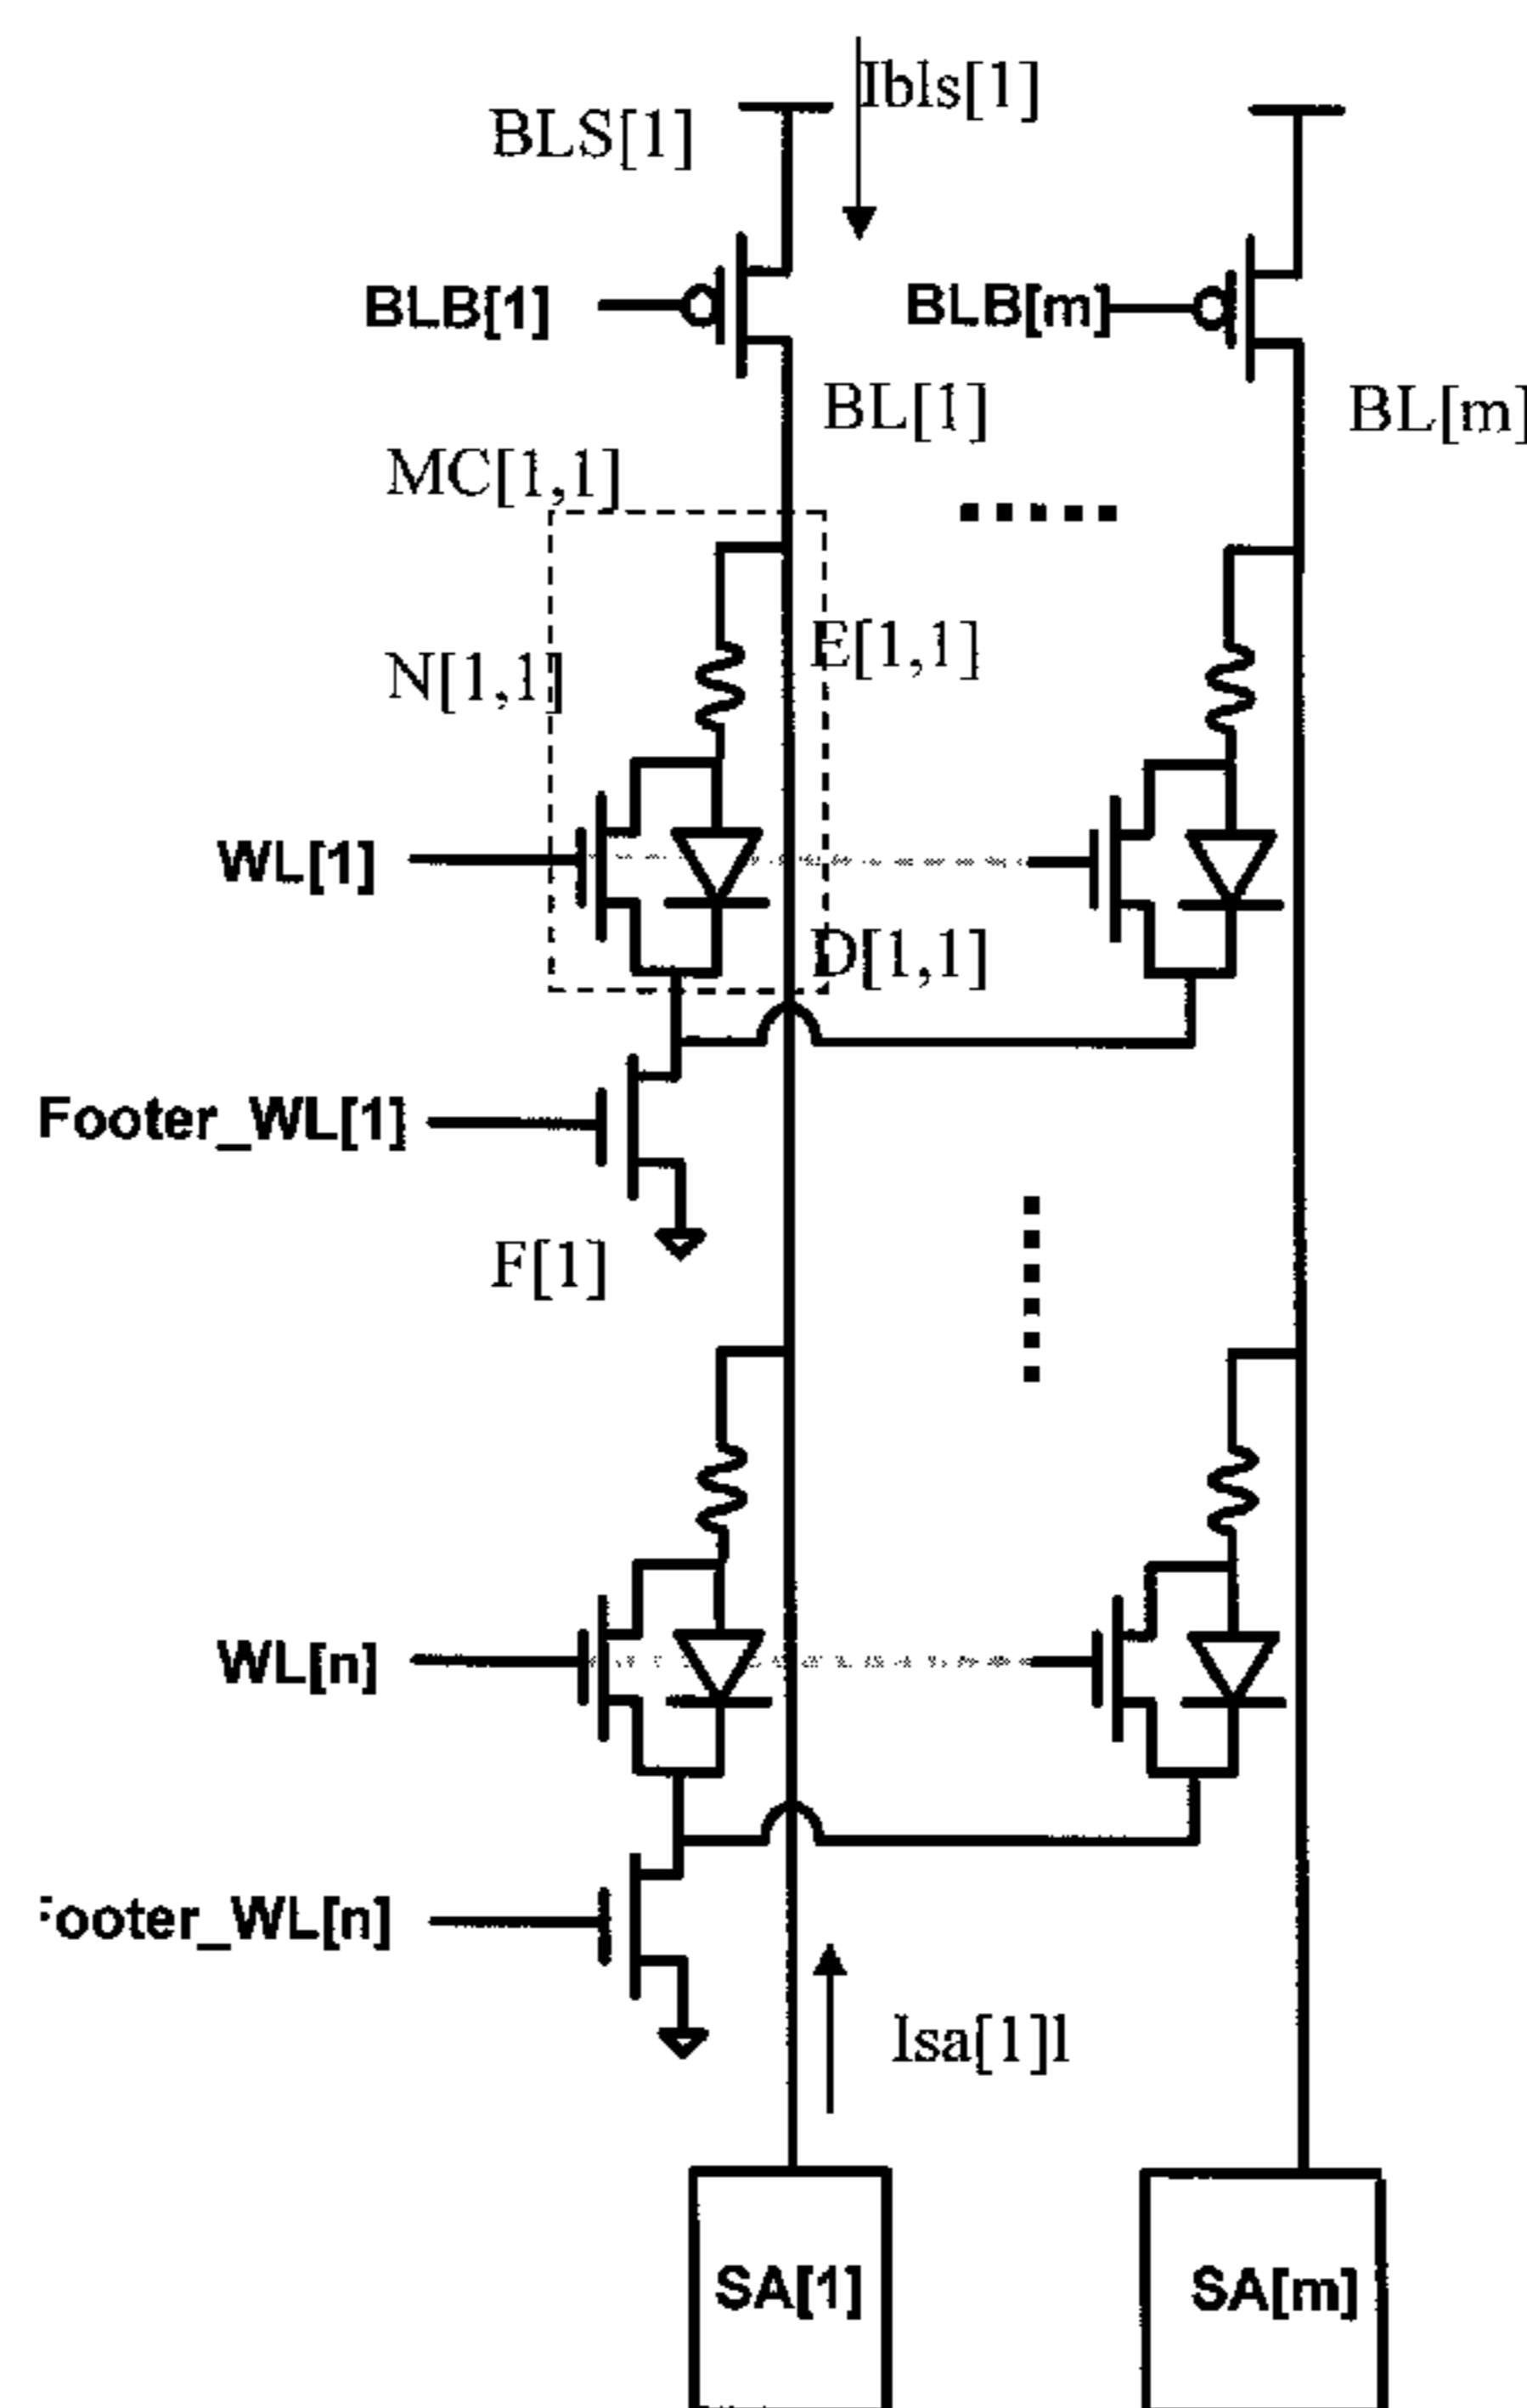 Ibls[1]
BLS[1]
BLB[1]
BLB[m]
BL[1]
BL[m]
MC[1,1]
E[1,1]
N[1,1]
WL[1]
D[1,1]
Footer_WL[1]
F[1]
WL[n]
ooter_WL[n]
Isa[1]l
SA[1]
SA[m]